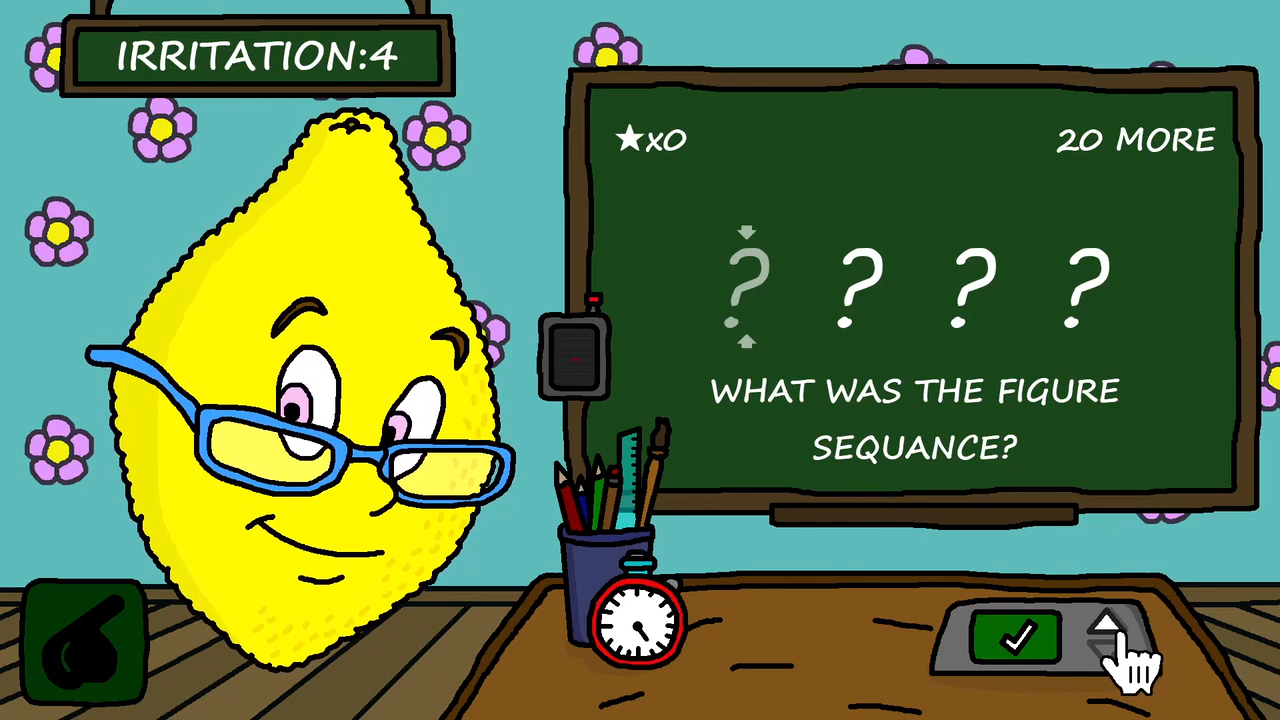 IRRITATION:4
★x0
20 MORE
? ? ? ?
WHAT WAS THE FIGURE
SEQUANCE?